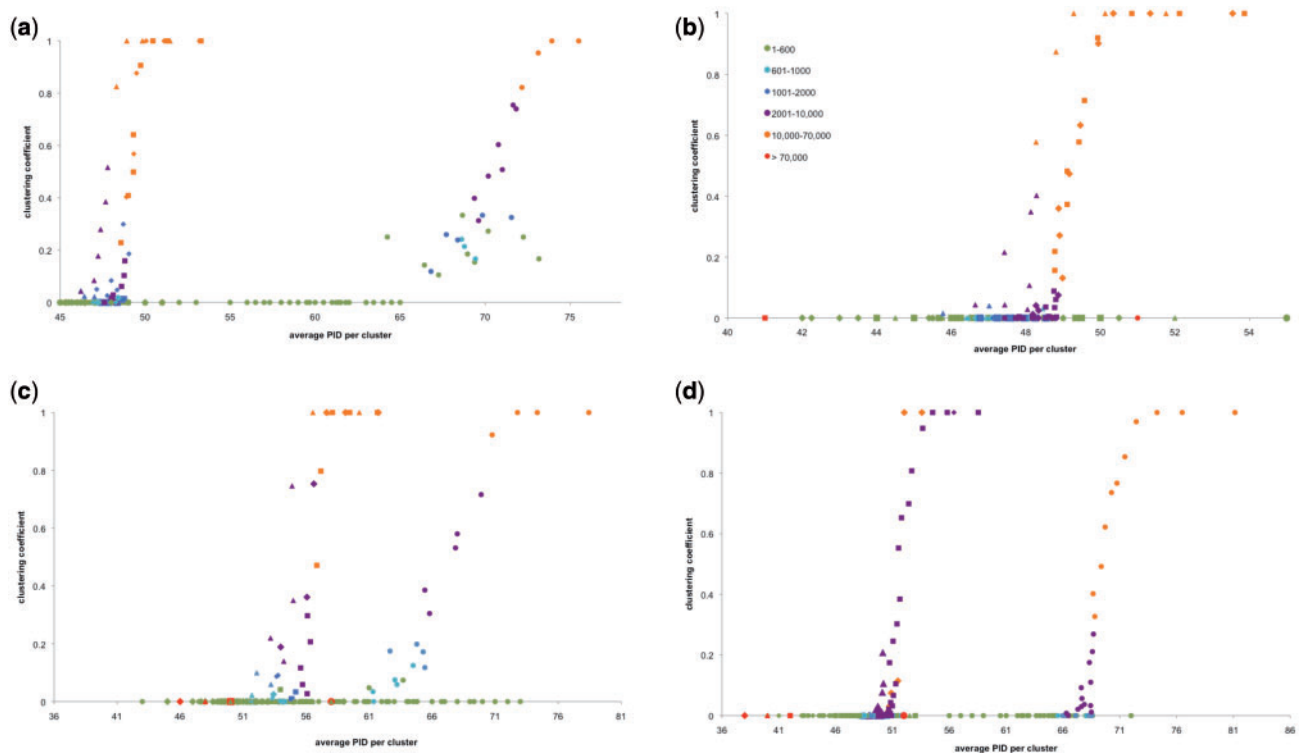 (a)
1
0.8
0.6
0.4
0.2
0
clustering coefficient
45 50 55 60 65 70 75
average PID per cluster
(b)
1
0.8
0.6
0.4
0.2
0
clustering coefficient
1-600
601-1000
1001-2000
2001-10,000
10,000-70,000
> 70,000
40 42 44 46 48 50 52 54
average PID per cluster
(c)
1
0.8
0.6
0.4
0.2
0
clustering coefficient
36 41 46 51 56 61 66 71 76 81
average PID per cluster
(d)
1
0.8
0.6
0.4
0.2
0
clustering coefficient
36 41 46 51 56 61 66 71 76 81 86
average PID per cluster